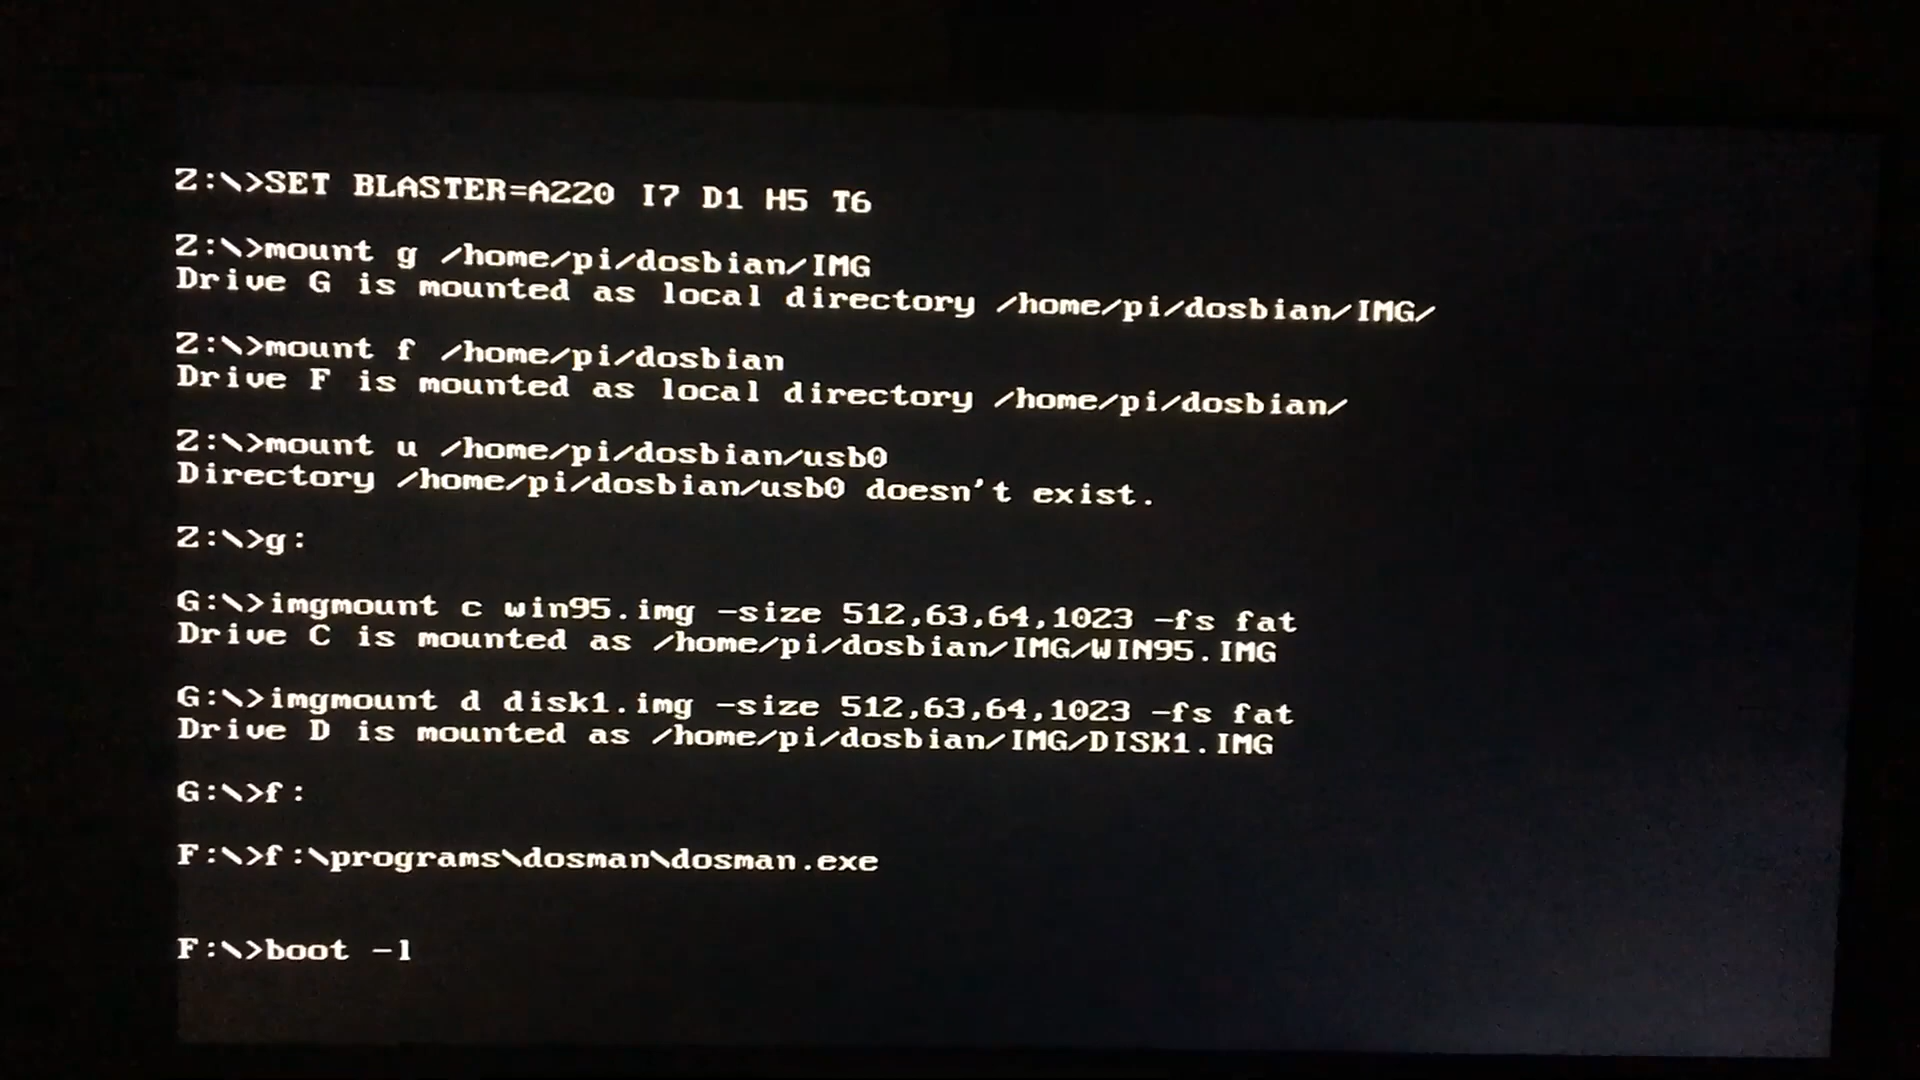 Z:\>SET BLASTER=A220 I7 D1 H5 T6
Z:\>mount g /home/pi/dosbian/IMG
Drive G is mounted as local directory /home/pi/dosbian/IMG/
Z:\>mount f /home/pi/dosbian
Drive F is mounted as local directory /home/pi/dosbian/
Z:\>mount u /home/pi/dosbian/usb0
Directory /home/pi/dosbian/usb0 doesn't exist.
Z:\>g:
G:\>imgmount c win95.img -size 512,63,64,1023 -fs fat
Drive C is mounted as /home/pi/dosbian/IMG/WIN95.IMG
G:\>imgmount d disk1.img -size 512,63,64,1023 -fs fat
Drive D is mounted as /home/pi/dosbian/IMG/DISK1.IMG
G:\>f:
F:\>f:\programs\dosman\dosman.exe
F:\>boot -l